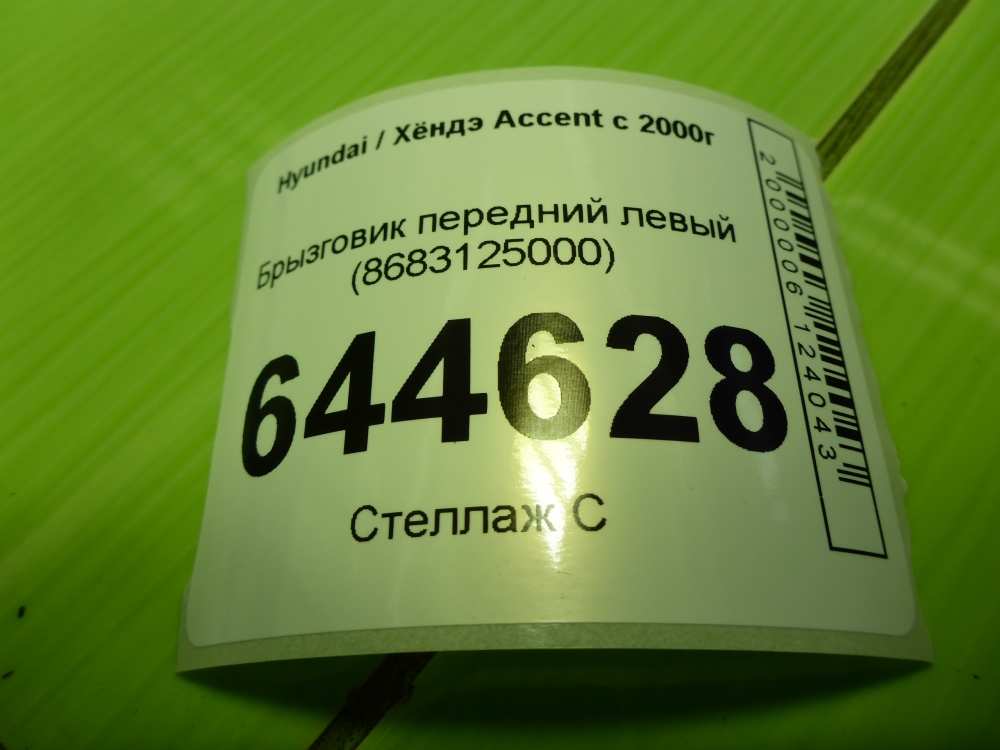 Hyundai / Хёндэ Accent с 2000г
Брызговик передний левый
(8683125000)
644628
Стеллаж С
2000006124043